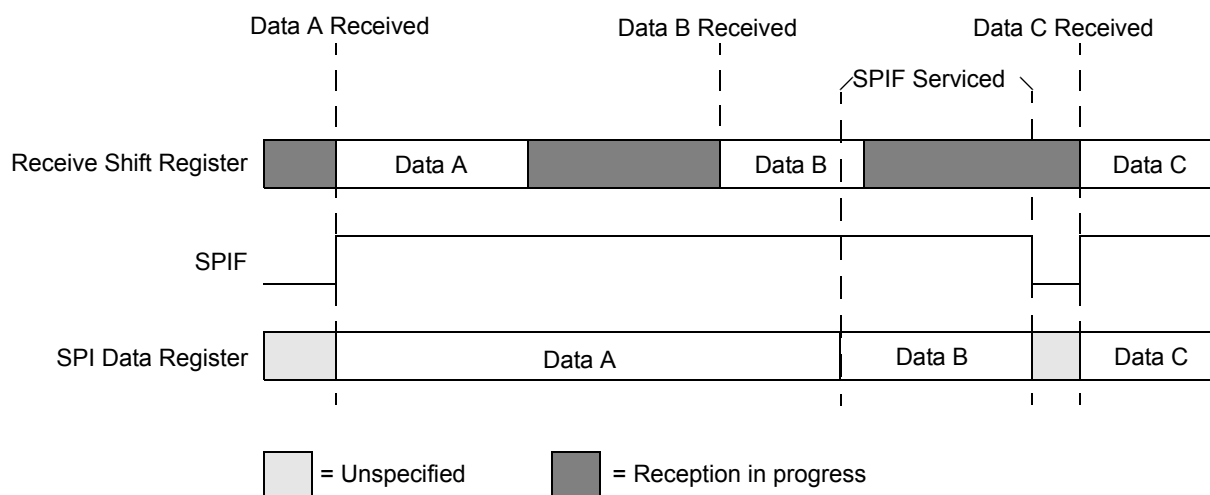 Data A Received
Data B Received
Data C Received
SPIF Serviced
Receive Shift Register
Data A
Data B
Data C
SPIF
SPI Data Register
Data A
Data B
Data C
= Unspecified
= Reception in progress